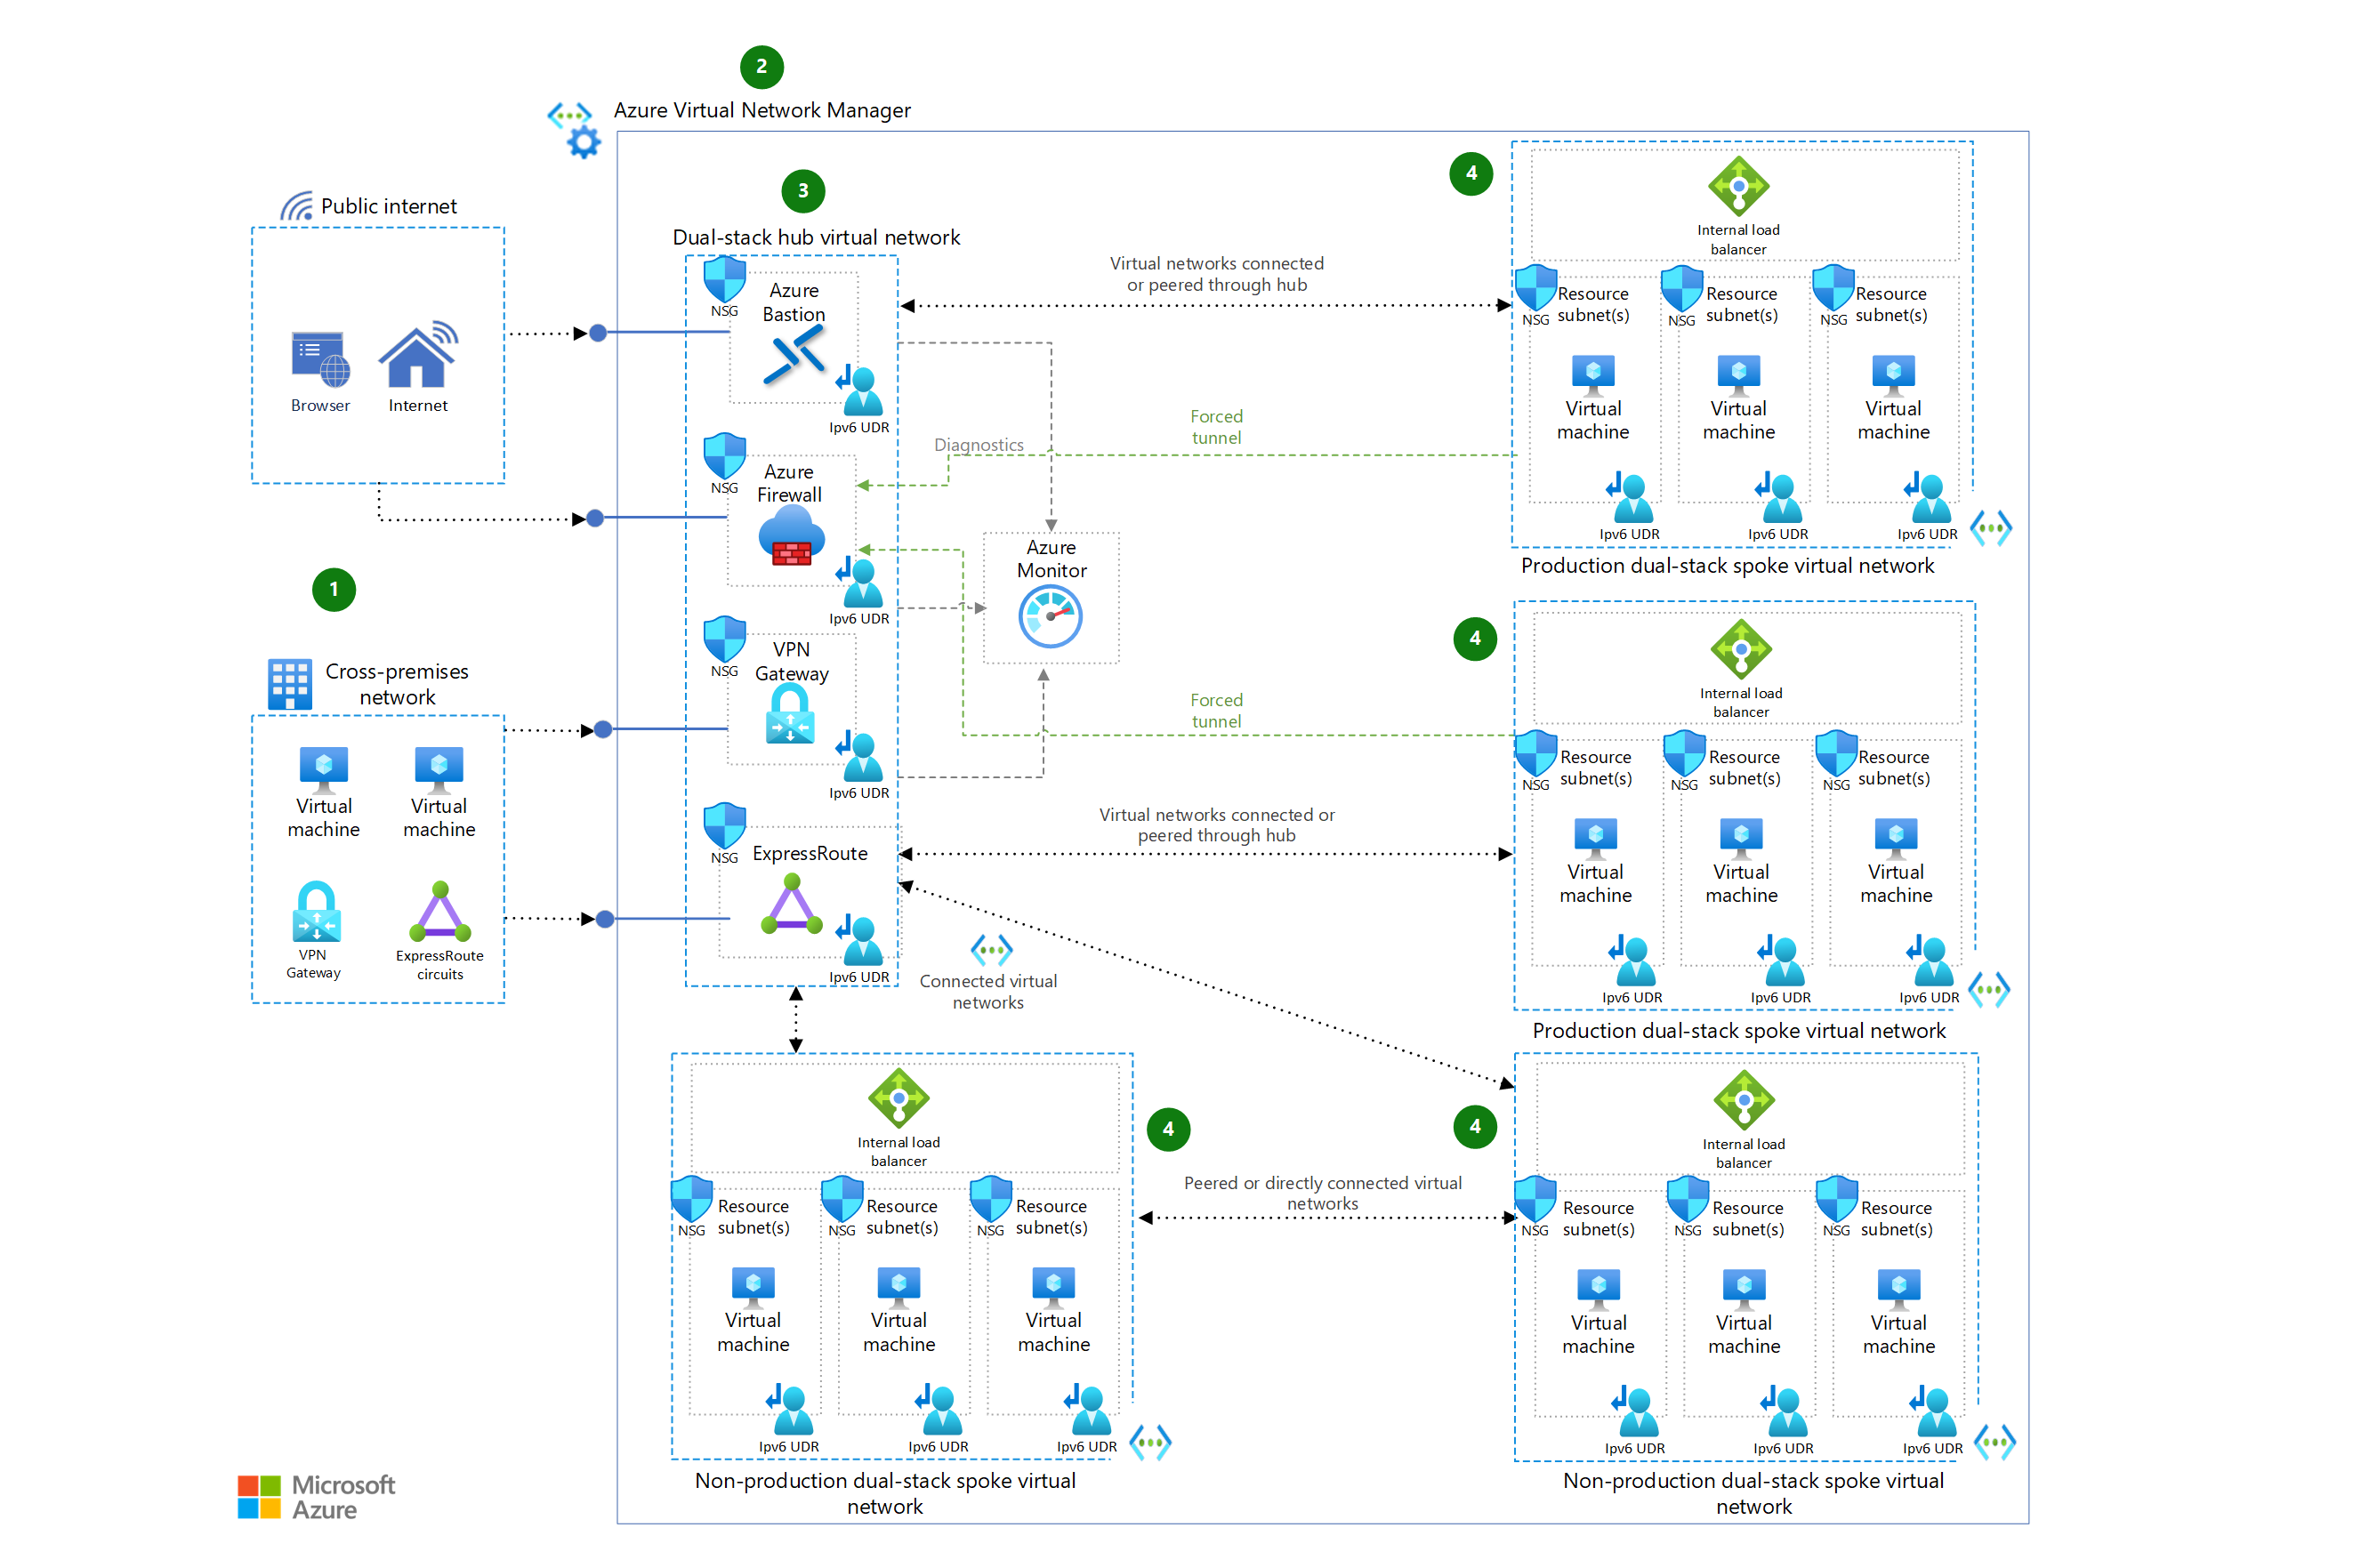 2
Azure Virtual Network Manager
Public internet
Browser
Internet
1
Cross-premises
network
Virtual
machine
Virtual
machine
VPN
Gateway
ExpressRoute
circuits
3
Dual-stack hub virtual network
NSG
Azure
Bastion
Ipv6 UDR
NSG
Azure
Firewall
Ipv6 UDR
NSG
VPN
Gateway
Ipv6 UDR
NSG
ExpressRoute
Ipv6 UDR
Virtual networks connected
or peered through hub
Diagnostics
Forced
tunnel
Azure
Monitor
Forced
tunnel
Virtual networks connected or
peered through hub
Connected virtual
networks
4
Internal load
balancer
NSG
Resource
subnet(s)
NSG
Resource
subnet(s)
NSG
Resource
subnet(s)
Virtual
machine
Virtual
machine
Virtual
machine
Ipv6 UDR
Ipv6 UDR
Ipv6 UDR
Production dual-stack spoke virtual network
4
Internal load
balancer
NSG
Resource
subnet(s)
NSG
Resource
subnet(s)
NSG
Resource
subnet(s)
Virtual
machine
Virtual
machine
Virtual
machine
Ipv6 UDR
Ipv6 UDR
Ipv6 UDR
Production dual-stack spoke virtual network
Internal load
balancer
4
NSG
Resource
subnet(s)
NSG
Resource
subnet(s)
NSG
Resource
subnet(s)
Virtual
machine
Virtual
machine
Virtual
machine
Ipv6 UDR
Ipv6 UDR
Ipv6 UDR
Non-production dual-stack spoke virtual
network
Peered or directly connected virtual
networks
4
Internal load
balancer
NSG
Resource
subnet(s)
NSG
Resource
subnet(s)
NSG
Resource
subnet(s)
Virtual
machine
Virtual
machine
Virtual
machine
Ipv6 UDR
Ipv6 UDR
Ipv6 UDR
Non-production dual-stack spoke virtual
network
Microsoft
Azure